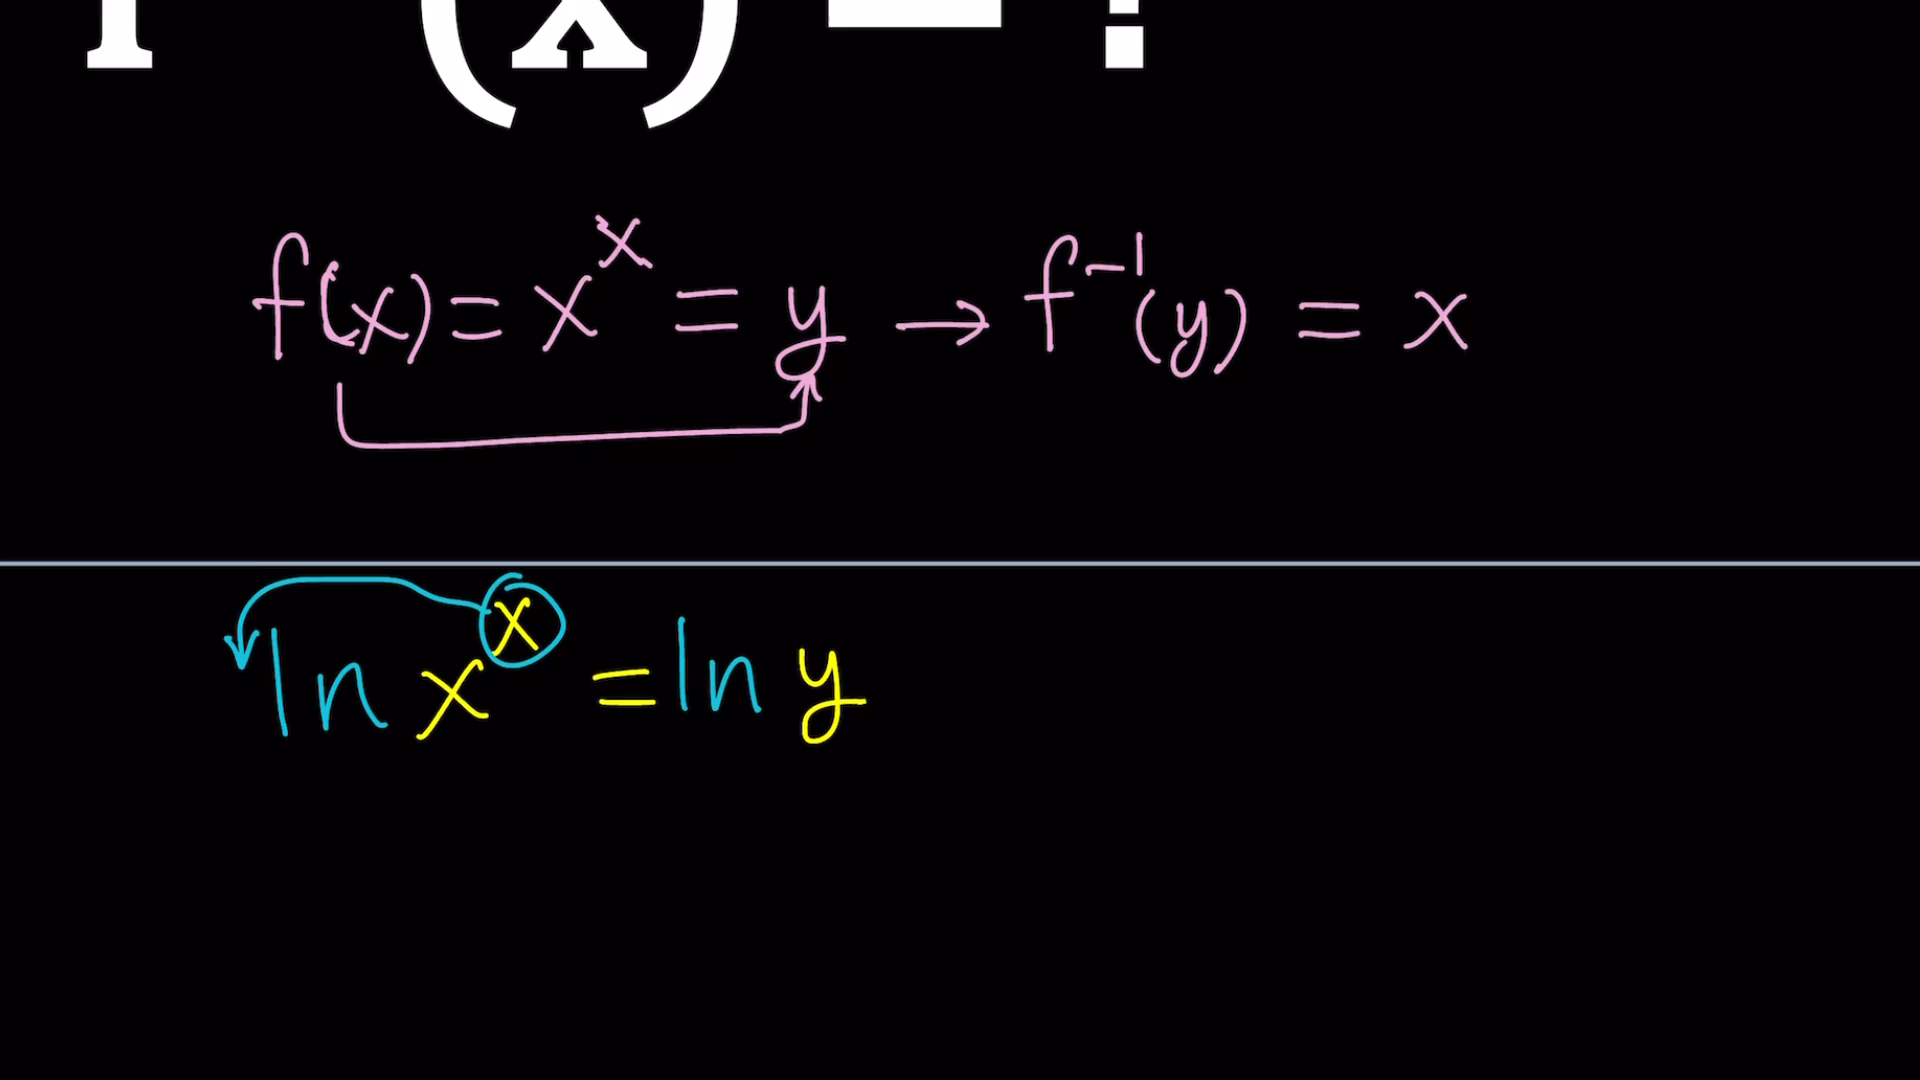 (x) = ?
f(x) = x^x = y → f^-1(y) = x
ln x^x = ln y